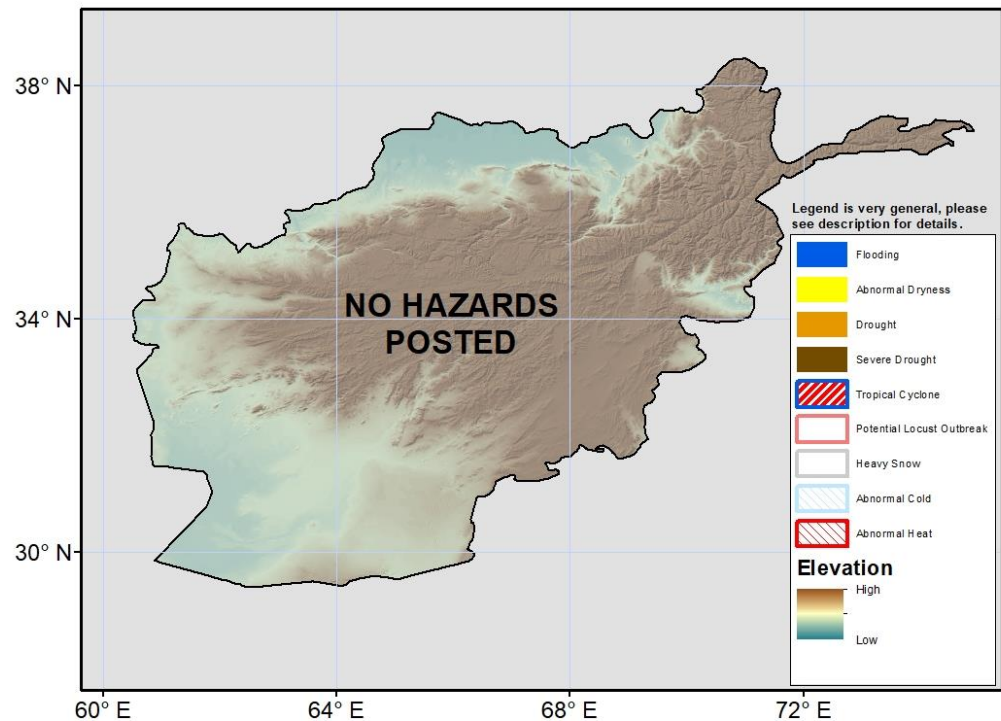 38° N
34° N
30° N
60° E
64° E
68° E
72° E
NO HAZARDS
POSTED
Legend is very general, please
see description for details.
Flooding
Abnormal Dryness
Drought
Severe Drought
Tropical Cyclone
Potential Locust Outbreak
Heavy Snow
Abnormal Cold
Abnormal Heat
Elevation
High
Low